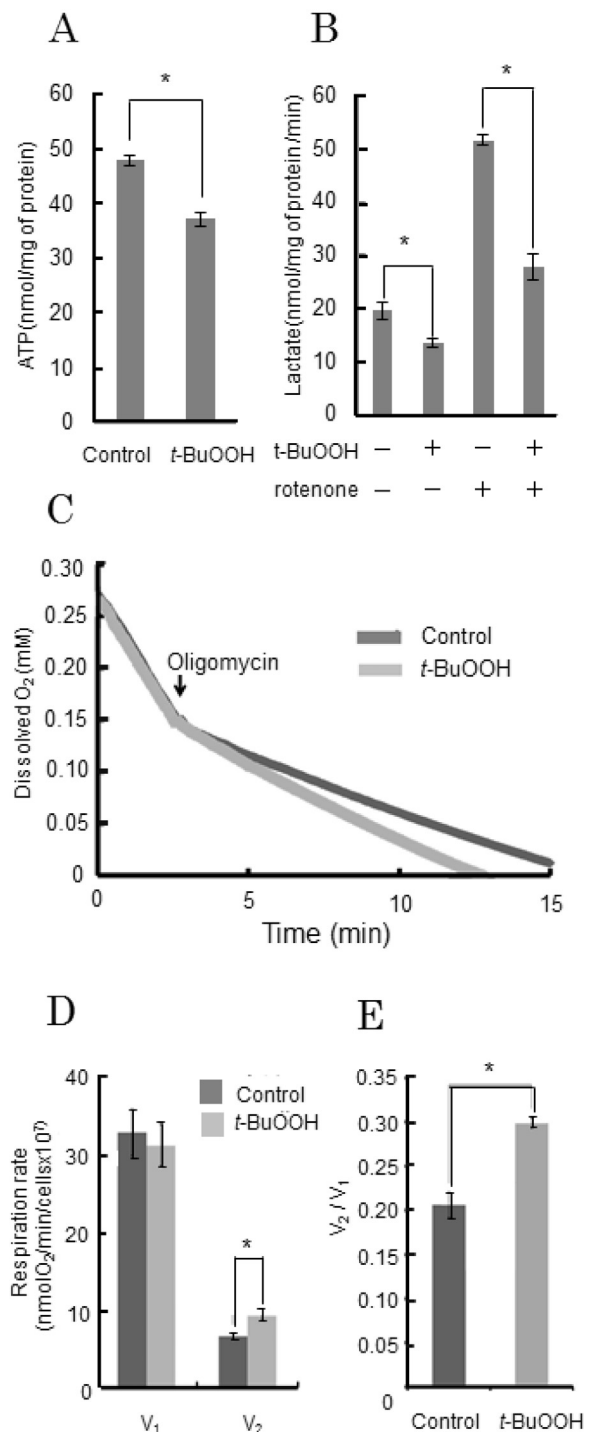 A
B
*
*
*
60
50
40
30
20
10
0
ATP(nmol/mg of protein)
Control t-BuOOH
60
50
40
30
20
10
0
Lactate(nmol/mg of protein /min)
t-BuOOH − + − +
rotenone − − + +
C
0.30
0.25
0.20
0.15
0.10
0.05
0
Dissolved O₂ (mM)
Oligomycin
Control
t-BuOOH
0 5 10 15
Time (min)
D
E
40
30
20
10
0
Respiration rate
(nmolO₂/min/cellsx10⁷)
Control
t-BuOOH
*
V₁ V₂
*
0.35
0.30
0.25
0.20
0.15
0.10
0.05
0
V₂ / V₁
Control t-BuOOH